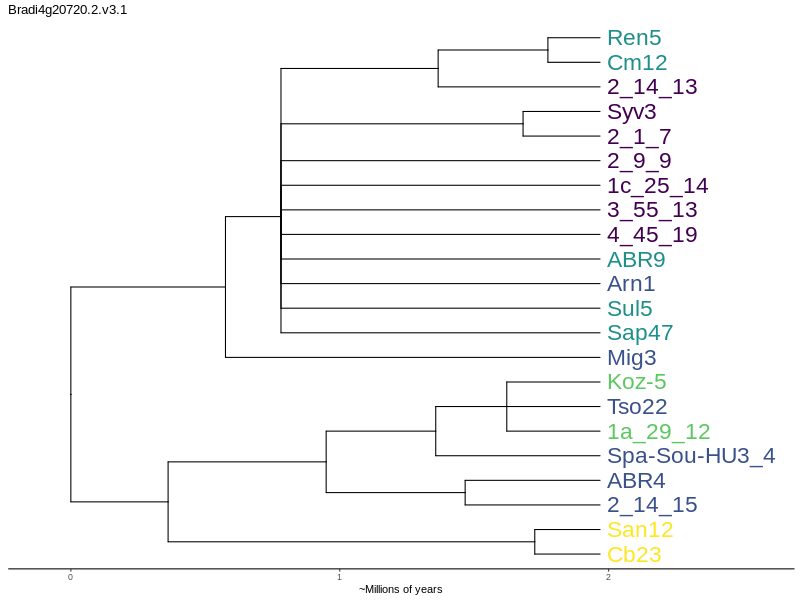 Bradi4g20720.2.v3.1
Ren5
Cm12
2_14_13
Syv3
2_1_7
2_9_9
1c_25_14
3_55_13
4_45_19
ABR9
Arn1
Sul5
Sap47
Mig3
Koz-5
Tso22
1a_29_12
Spa-Sou-HU3_4
ABR4
2_14_15
San12
Cb23
0 1 2
~Millions of years